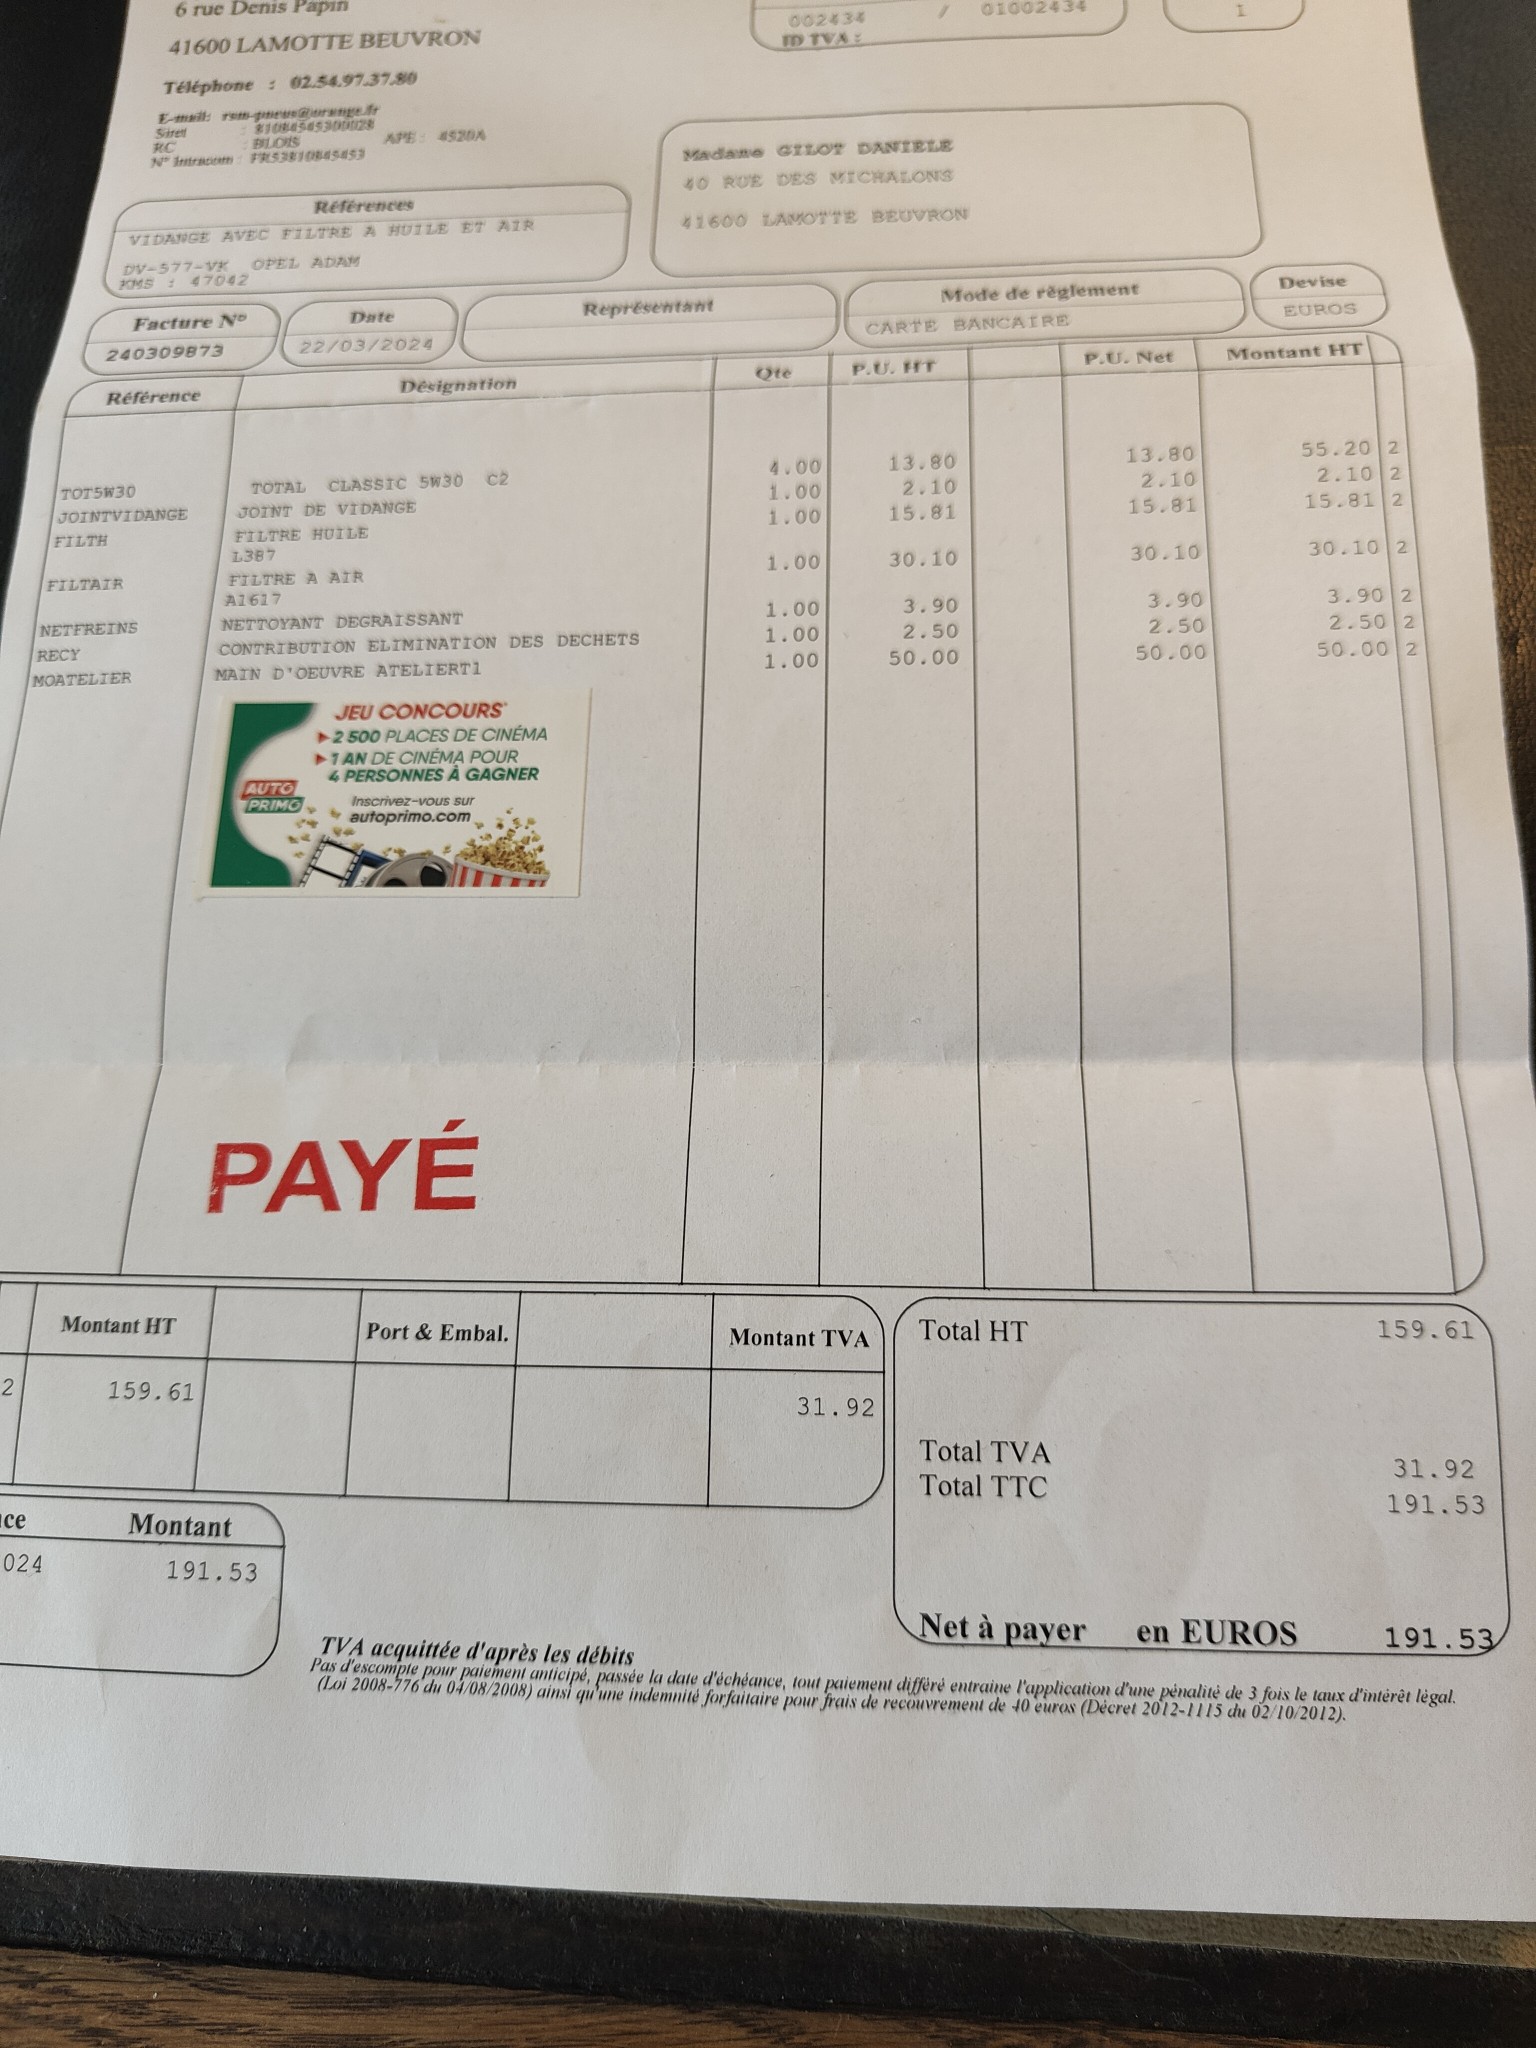 6 rue Denis Papin
41600 LAMOTTE BEUVRON
002434 / 01002434
1
ID TVA :
Téléphone : 02.54.97.37.80
E-mail: rsm-pneus@orange.fr
Siret : 81084545300028
RC : BLOIS APE : 4520A
N° Intracom : FR53810845453
Madame GILOT DANIELE
40 RUE DES MICHALONS
41600 LAMOTTE BEUVRON
Références
VIDANGE AVEC FILTRE A HUILE ET AIR
DV-577-VK OPEL ADAM
KMS : 47042
Facture N° Date Représentant Mode de règlement Devise
240309873 22/03/2024 CARTE BANCAIRE EUROS
Référence Désignation Qte P.U. HT P.U. Net Montant HT
TOT5W30 TOTAL CLASSIC 5W30 C2 4.00 13.80 13.80 55.20 2
JOINTVIDANGE JOINT DE VIDANGE 1.00 2.10 2.10 2.10 2
FILTH FILTRE HUILE 1.00 15.81 15.81 15.81 2
L387
FILTAIR FILTRE A AIR 1.00 30.10 30.10 30.10 2
A1617
NETFREINS NETTOYANT DEGRAISSANT 1.00 3.90 3.90 3.90 2
RECY CONTRIBUTION ELIMINATION DES DECHETS 1.00 2.50 2.50 2.50 2
MOATELIER MAIN D'OEUVRE ATELIERT1 1.00 50.00 50.00 50.00 2
JEU CONCOURS*
2 500 PLACES DE CINÉMA
1 AN DE CINÉMA POUR
4 PERSONNES À GAGNER
AUTO
PRIMO
Inscrivez-vous sur
autoprimo.com
PAYÉ
Montant HT Port & Embal. Montant TVA
2 159.61 31.92
Total HT 159.61
Total TVA 31.92
Total TTC 191.53
Net à payer en EUROS 191.53
ce Montant
024 191.53
TVA acquittée d'après les débits
Pas d'escompte pour paiement anticipé, passée la date d'échéance, tout paiement différé entraine l'application d'une pénalité de 3 fois le taux d'intérêt légal.
(Loi 2008-776 du 04/08/2008) ainsi qu'une indemnité forfaitaire pour frais de recouvrement de 40 euros (Décret 2012-1115 du 02/10/2012).